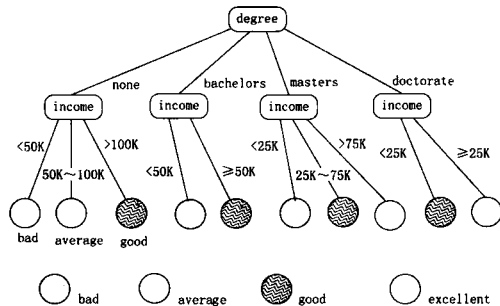 degree
none
bachelors
masters
doctorate
income
income
income
income
<50K
50K～100K
>100K
<50K
≥50K
<25K
25K～75K
>75K
<25K
≥25K
bad
average
good
bad
average
good
excellent